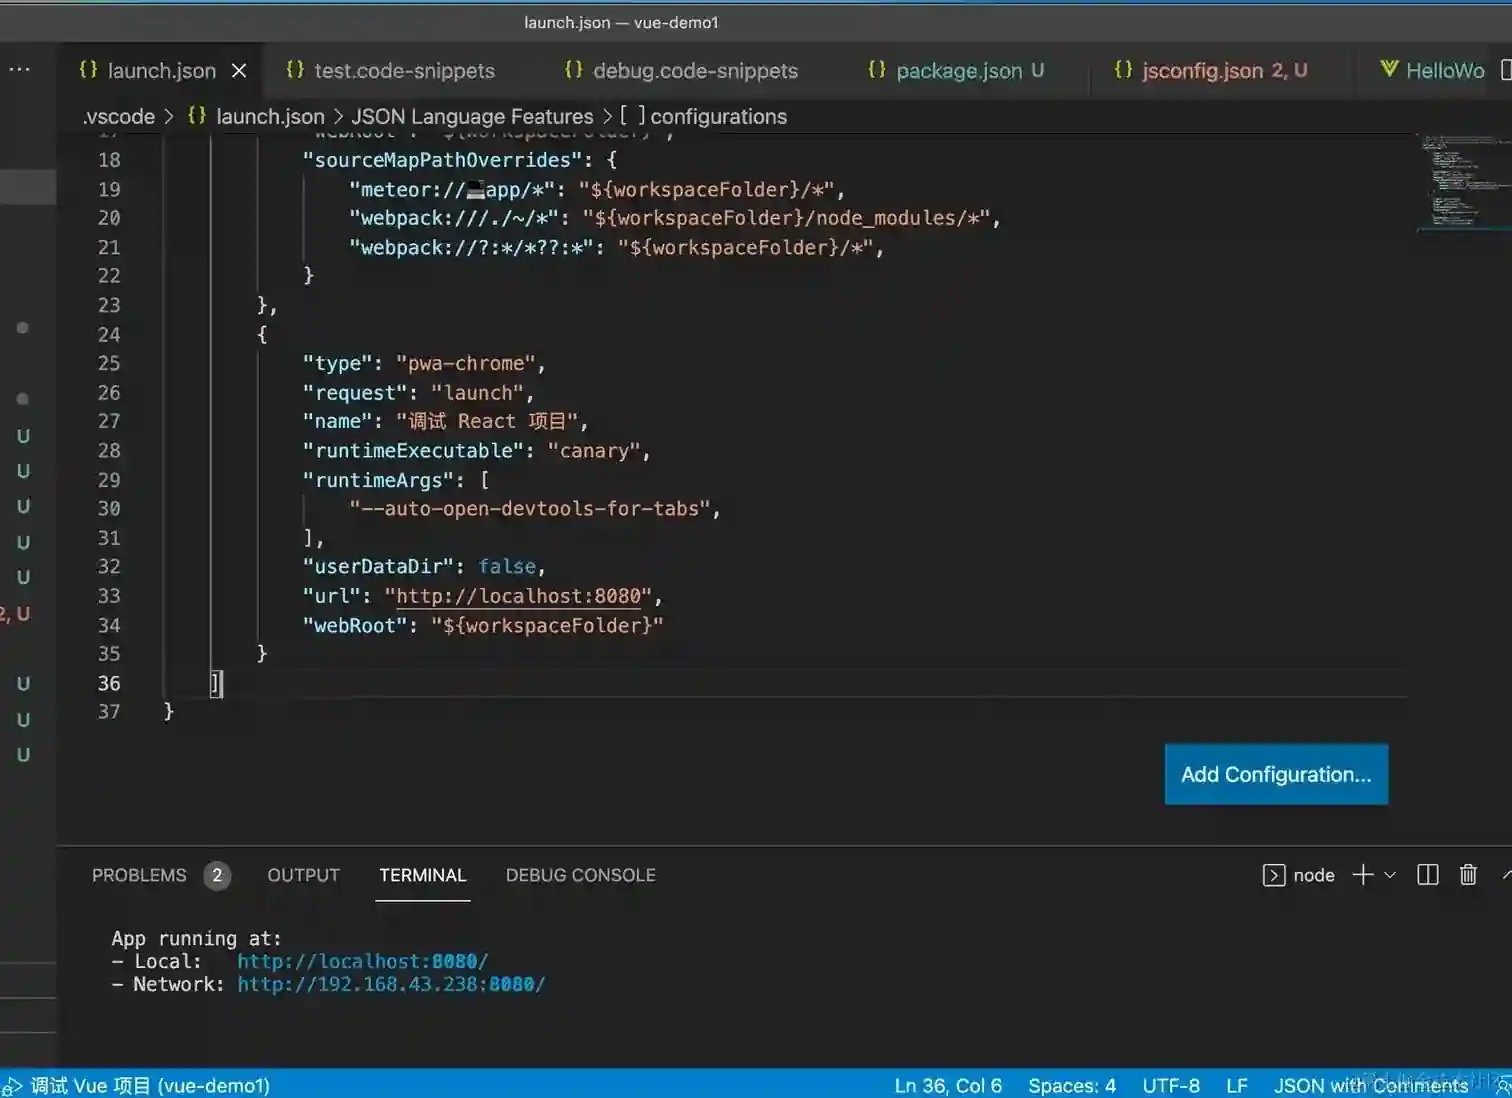 launch.json — vue-demo1
··· {} launch.json × {} test.code-snippets {} debug.code-snippets {} package.json U {} jsconfig.json 2, U HelloWo
.vscode > {} launch.json > JSON Language Features > [ ] configurations
17 "webRoot": "${workspaceFolder}",
18 "sourceMapPathOverrides": {
19 "meteor://💻app/*": "${workspaceFolder}/*",
20 "webpack:///./~/*": "${workspaceFolder}/node_modules/*",
21 "webpack://?:*/*??:*": "${workspaceFolder}/*",
22 }
23 },
24 {
25 "type": "pwa-chrome",
26 "request": "launch",
27 "name": "调试 React 项目",
28 "runtimeExecutable": "canary",
29 "runtimeArgs": [
30 "--auto-open-devtools-for-tabs",
31 ],
32 "userDataDir": false,
33 "url": "http://localhost:8080",
34 "webRoot": "${workspaceFolder}"
35 }
36 ]
37 }
U
U
U
U
U
2, U
U
U
U
Add Configuration...
PROBLEMS 2 OUTPUT TERMINAL DEBUG CONSOLE node
App running at:
- Local: http://localhost:8080/
- Network: http://192.168.43.238:8080/
调试 Vue 项目 (vue-demo1) Ln 36, Col 6 Spaces: 4 UTF-8 LF JSON with Comments